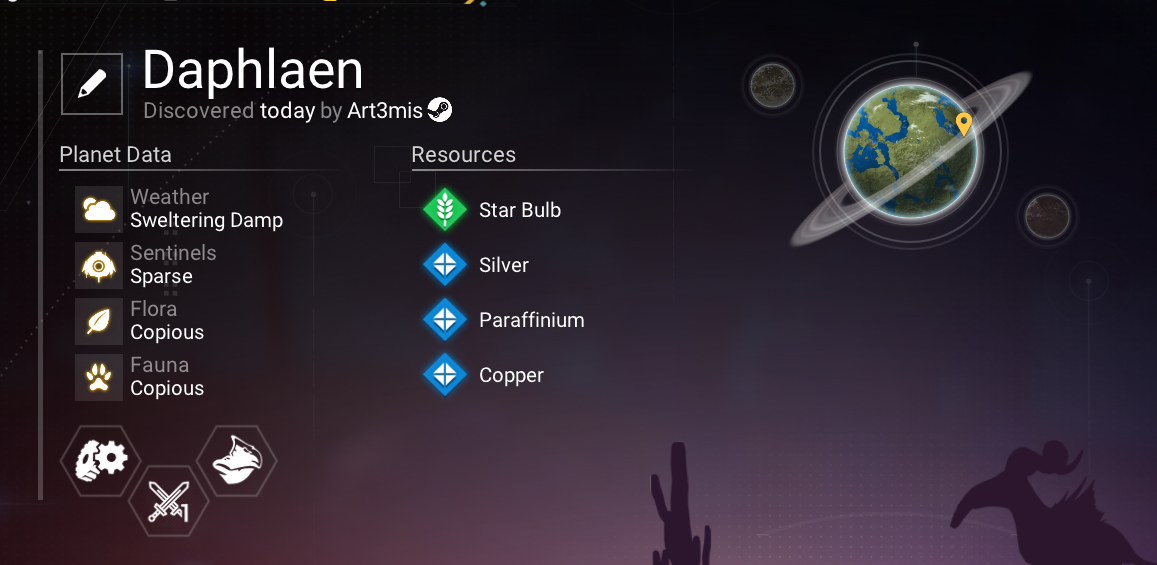 Daphlaen
Discovered today by Art3mis
Planet Data
Weather
Sweltering Damp
Sentinels
Sparse
Flora
Copious
Fauna
Copious
Resources
Star Bulb
Silver
Paraffinium
Copper